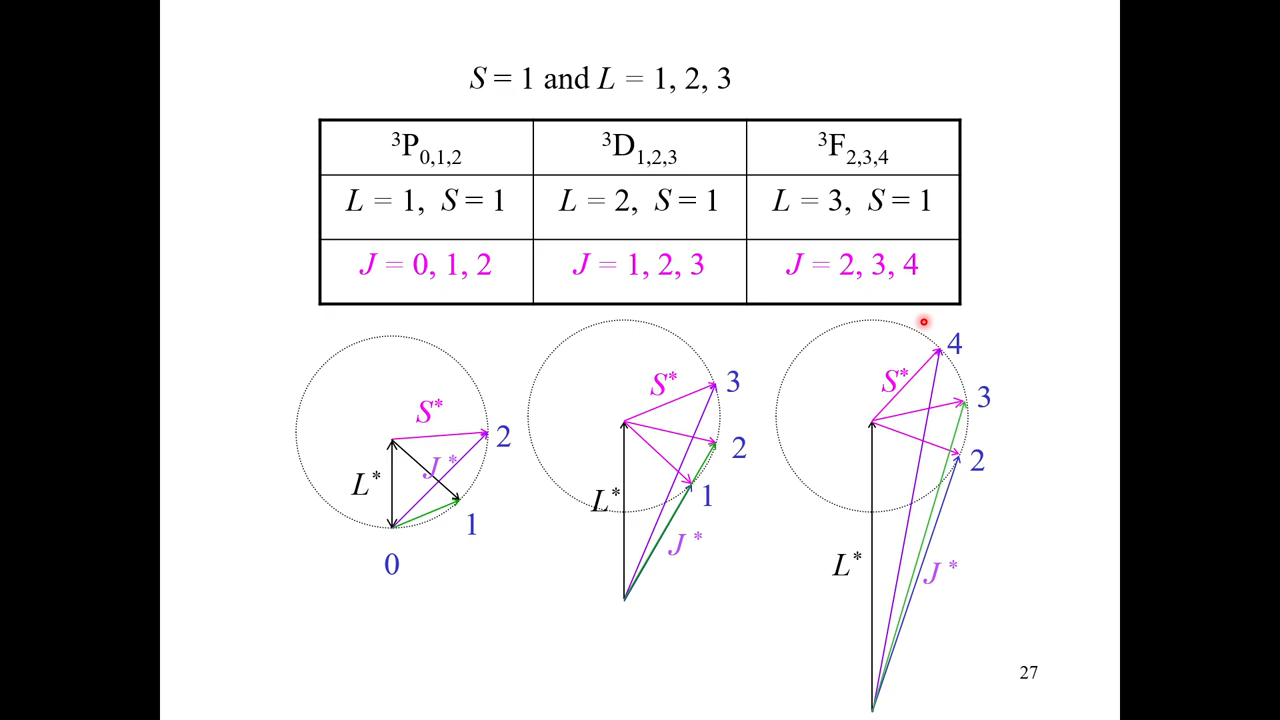 S = 1 and L = 1, 2, 3
³P₀,₁,₂ ³D₁,₂,₃ ³F₂,₃,₄
L = 1, S = 1 L = 2, S = 1 L = 3, S = 1
J = 0, 1, 2 J = 1, 2, 3 J = 2, 3, 4
S* 2 L* J* 1 0
S* 3 2 1 L* J*
4 S* 3 2 L* J*
27